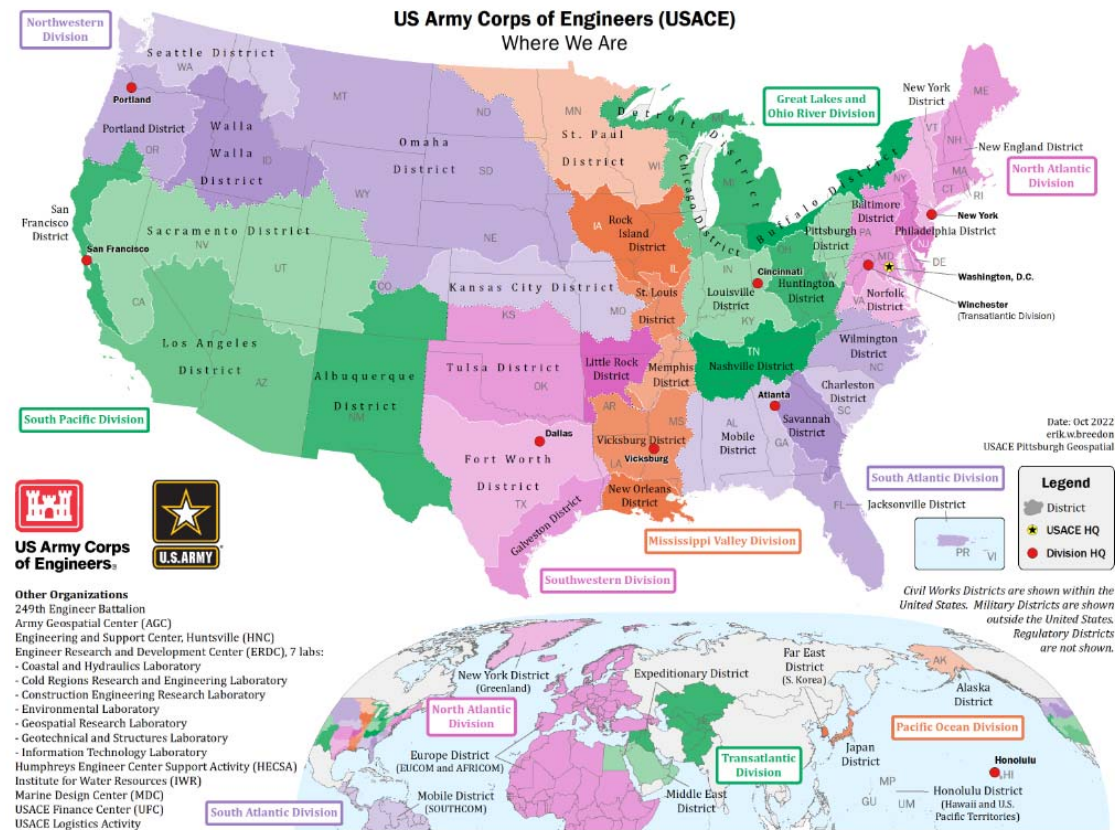 US Army Corps of Engineers (USACE)
Where We Are
Northwestern
Division
Seattle District
WA
Portland
Portland District
OR
Walla
Walla
District
ID
MT
ND
Omaha
District
SD
WY
NE
CO
MN
St. Paul
District
WI
Detroit District
MI
MI
Chicago District
Great Lakes and
Ohio River Division
Buffalo District
New York
District
ME
VT
NH
New England District
MA
CT
RI
NY
North Atlantic
Division
New York
Baltimore
District
Philadelphia District
Pittsburgh
District
PA
NJ
MD
DE
Washington, D.C.
Winchester
(Transatlantic Division)
Norfolk
District
VA
WV
OH
Huntington
District
Cincinnati
IN
Louisville
District
KY
San
Francisco
District
San Francisco
Sacramento District
NV
UT
CA
Los Angeles
District
AZ
South Pacific Division
Albuquerque
District
NM
Kansas City District
KS
MO
IA
Rock
Island
District
IL
St. Louis
District
Tulsa District
OK
Little Rock
District
AR
Memphis
District
TN
Nashville District
Wilmington
District
NC
Charleston
District
SC
Atlanta
Savannah
District
GA
AL
Mobile
District
MS
Vicksburg District
Vicksburg
LA
New Orleans
District
Dallas
Fort Worth
District
TX
Galveston District
Mississippi Valley Division
Southwestern Division
Date: Oct 2022
erik.w.breedon
USACE Pittsburgh Geospatial
South Atlantic Division
FL
Jacksonville District
PR
VI
Legend
District
USACE HQ
Division HQ
Civil Works Districts are shown within the
United States. Military Districts are shown
outside the United States.
Regulatory Districts
are not shown.
US Army Corps
of Engineers®
U.S.ARMY
Other Organizations
249th Engineer Battalion
Army Geospatial Center (AGC)
Engineering and Support Center, Huntsville (HNC)
Engineer Research and Development Center (ERDC), 7 labs:
- Coastal and Hydraulics Laboratory
- Cold Regions Research and Engineering Laboratory
- Construction Engineering Research Laboratory
- Environmental Laboratory
- Geospatial Research Laboratory
- Geotechnical and Structures Laboratory
- Information Technology Laboratory
Humphreys Engineer Center Support Activity (HECSA)
Institute for Water Resources (IWR)
Marine Design Center (MDC)
USACE Finance Center (UFC)
USACE Logistics Activity
New York District
(Greenland)
North Atlantic
Division
Europe District
(EUCOM and AFRICOM)
Mobile District
(SOUTHCOM)
South Atlantic Division
Expeditionary District
Transatlantic
Division
Middle East
District
Far East
District
(S. Korea)
Japan
District
AK
Alaska
District
Pacific Ocean Division
Honolulu
HI
Honolulu District
(Hawaii and U.S.
Pacific Territories)
MP
GU
UM